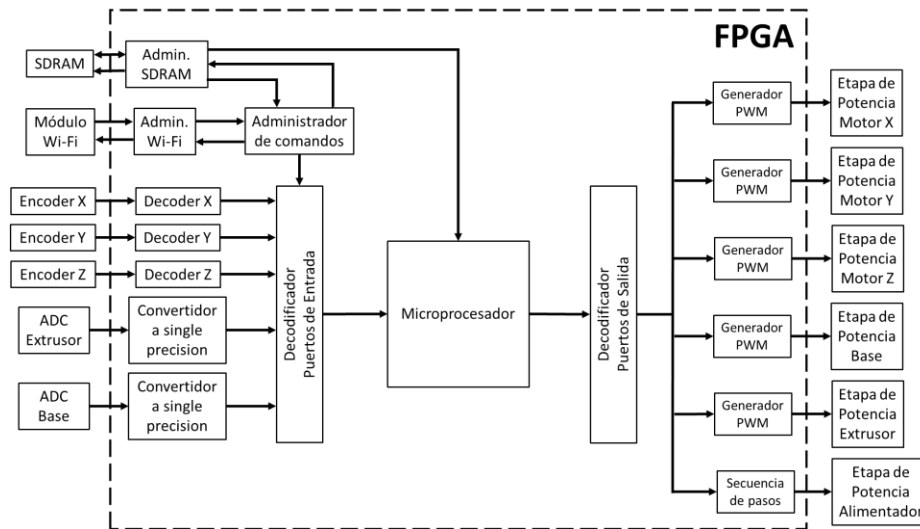 FPGA
SDRAM
Admin.
SDRAM
Módulo
Wi-Fi
Admin.
Wi-Fi
Administrador
de comandos
Encoder X
Decoder X
Encoder Y
Decoder Y
Encoder Z
Decoder Z
ADC
Extrusor
Convertidor
a single
precision
ADC
Base
Convertidor
a single
precision
Decodificador
Puertos de Entrada
Microprocesador
Decodificador
Puertos de Salida
Generador
PWM
Etapa de
Potencia
Motor X
Generador
PWM
Etapa de
Potencia
Motor Y
Generador
PWM
Etapa de
Potencia
Motor Z
Generador
PWM
Etapa de
Potencia
Base
Generador
PWM
Etapa de
Potencia
Extrusor
Secuencia
de pasos
Etapa de
Potencia
Alimentador